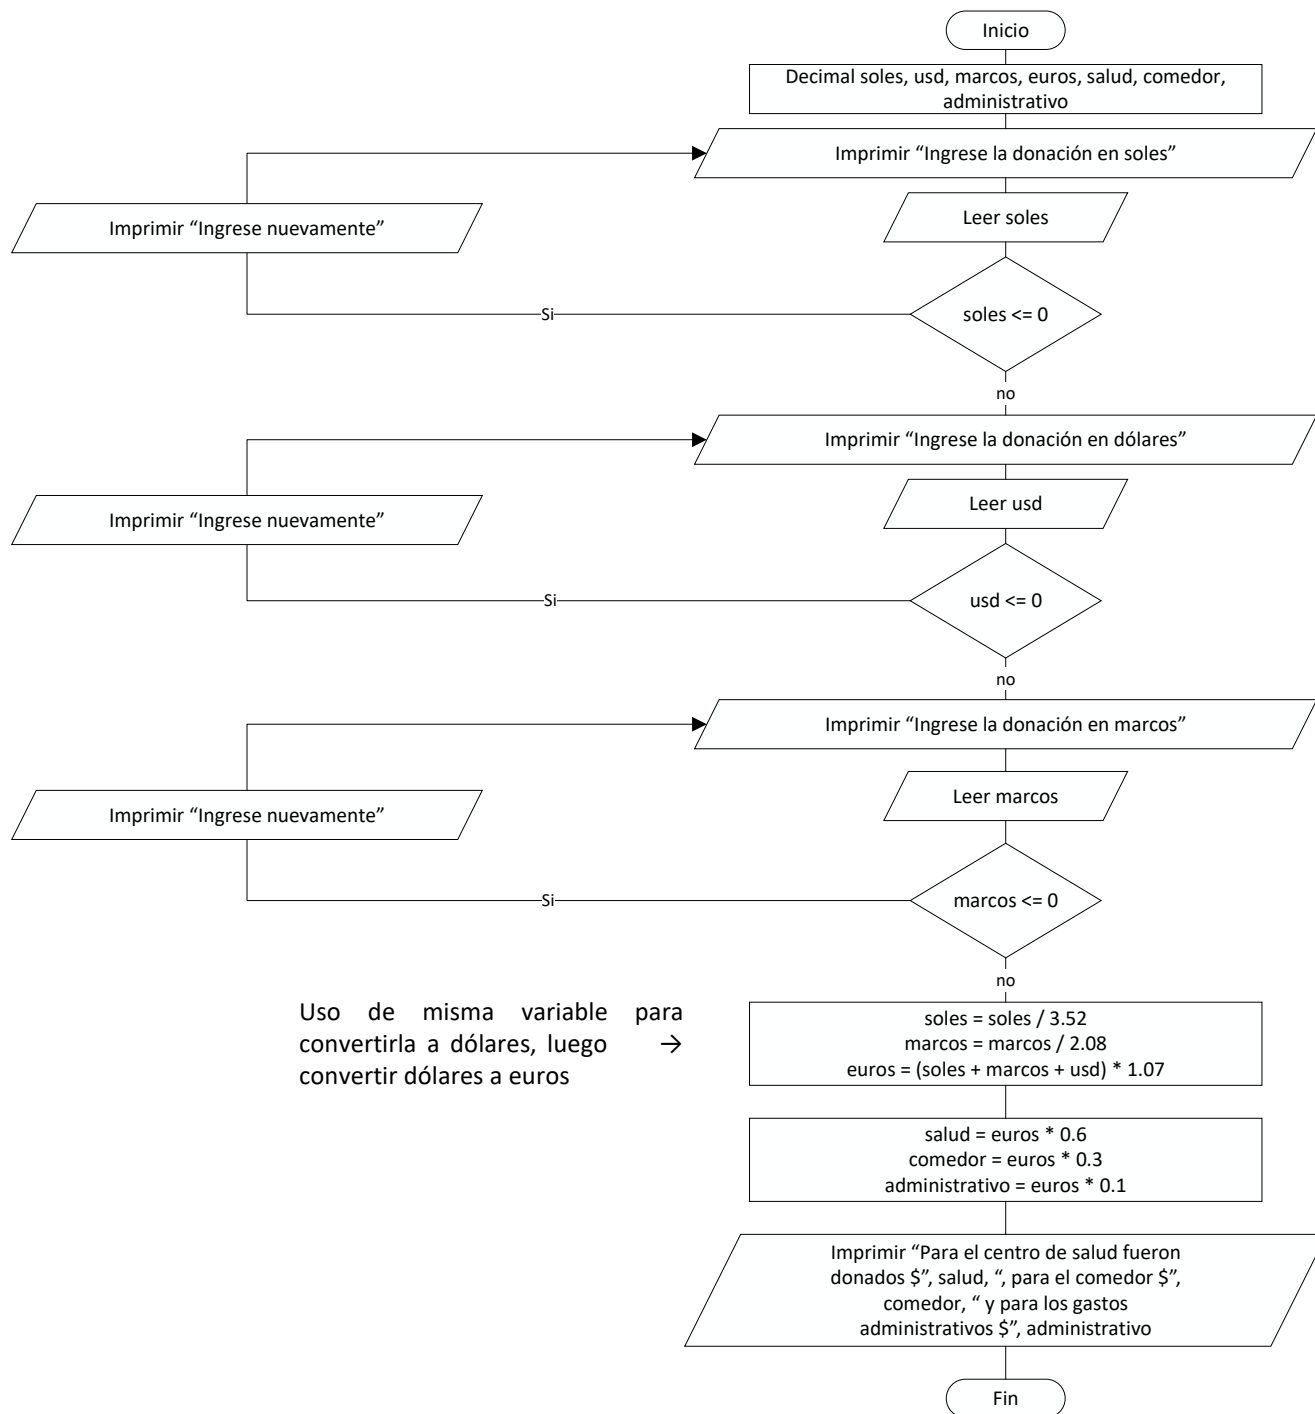 Inicio
Decimal soles, usd, marcos, euros, salud, comedor,
administrativo
Imprimir “Ingrese la donación en soles”
Imprimir “Ingrese nuevamente”
Leer soles
Si
soles <= 0
no
Imprimir “Ingrese la donación en dólares”
Imprimir “Ingrese nuevamente”
Leer usd
Si
usd <= 0
no
Imprimir “Ingrese la donación en marcos”
Imprimir “Ingrese nuevamente”
Leer marcos
Si
marcos <= 0
no
Uso de misma variable para
convertirla a dólares, luego →
convertir dólares a euros
soles = soles / 3.52
marcos = marcos / 2.08
euros = (soles + marcos + usd) * 1.07
salud = euros * 0.6
comedor = euros * 0.3
administrativo = euros * 0.1
Imprimir “Para el centro de salud fueron
donados $”, salud, “, para el comedor $”,
comedor, “ y para los gastos
administrativos $”, administrativo
Fin